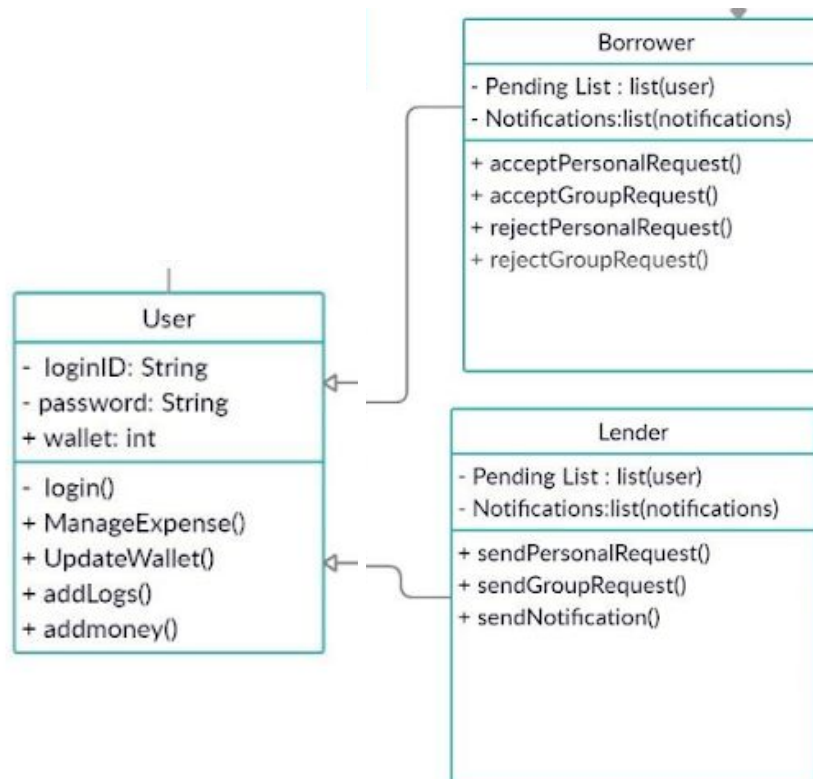 Borrower
- Pending List : list(user)
- Notifications:list(notifications)
+ acceptPersonalRequest()
+ acceptGroupRequest()
+ rejectPersonalRequest()
+ rejectGroupRequest()
User
- loginID: String
- password: String
+ wallet: int
- login()
+ ManageExpense()
+ UpdateWallet()
+ addLogs()
+ addmoney()
Lender
- Pending List : list(user)
- Notifications:list(notifications)
+ sendPersonalRequest()
+ sendGroupRequest()
+ sendNotification()